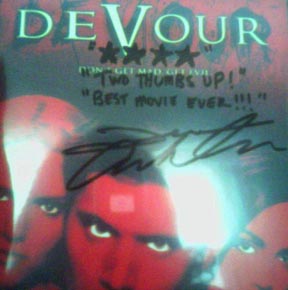 DEVOUR
"★★★★"
DON'T GET MAD. GET EVIL
"TWO THUMBS UP!"
"BEST MOVIE EVER!!!"